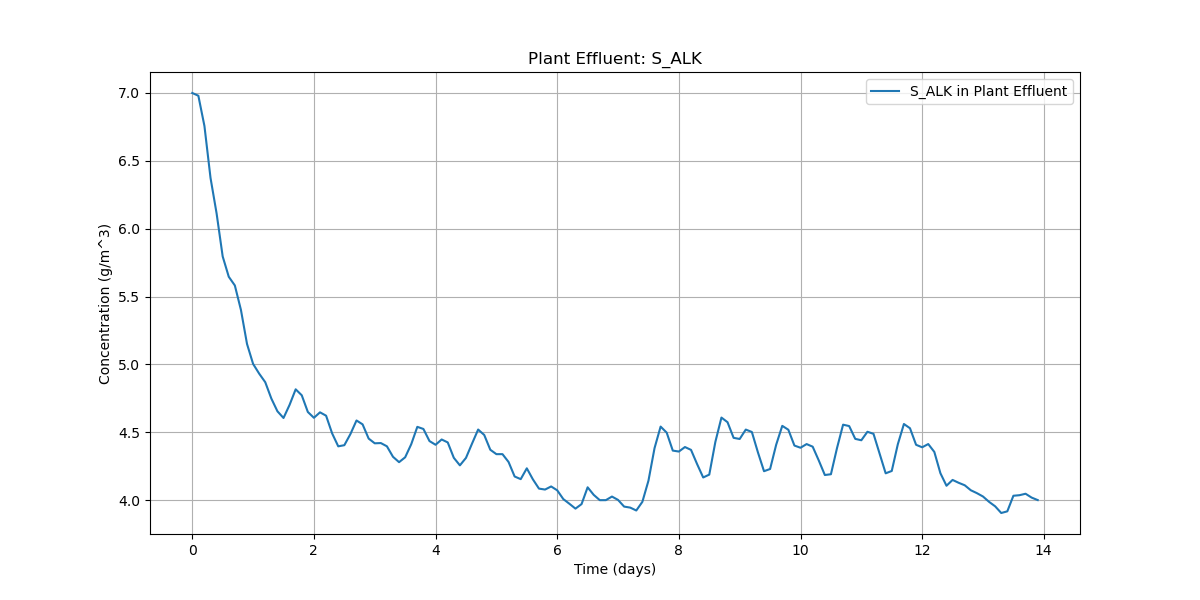 Plant Effluent: S_ALK
S_ALK in Plant Effluent
Concentration (g/m^3)
7.0
6.5
6.0
5.5
5.0
4.5
4.0
0 2 4 6 8 10 12 14
Time (days)